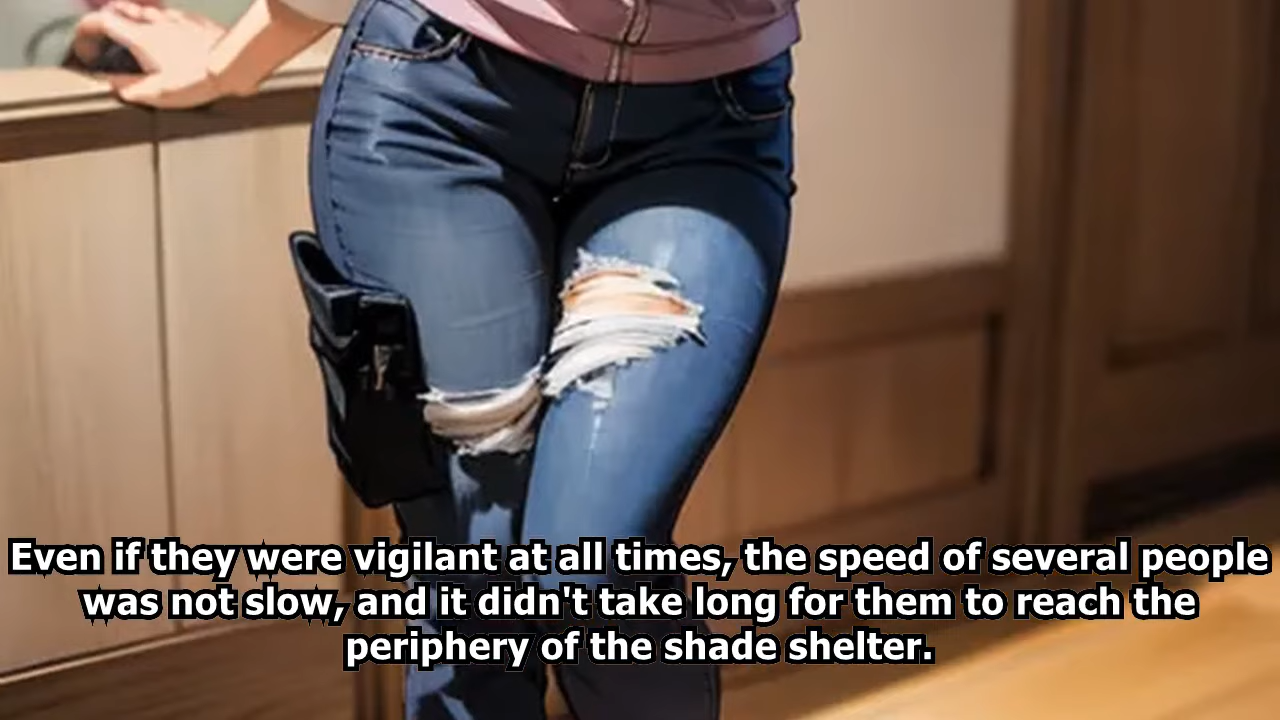 Even if they were vigilant at all times, the speed of several people
was not slow, and it didn't take long for them to reach the
periphery of the shade shelter.